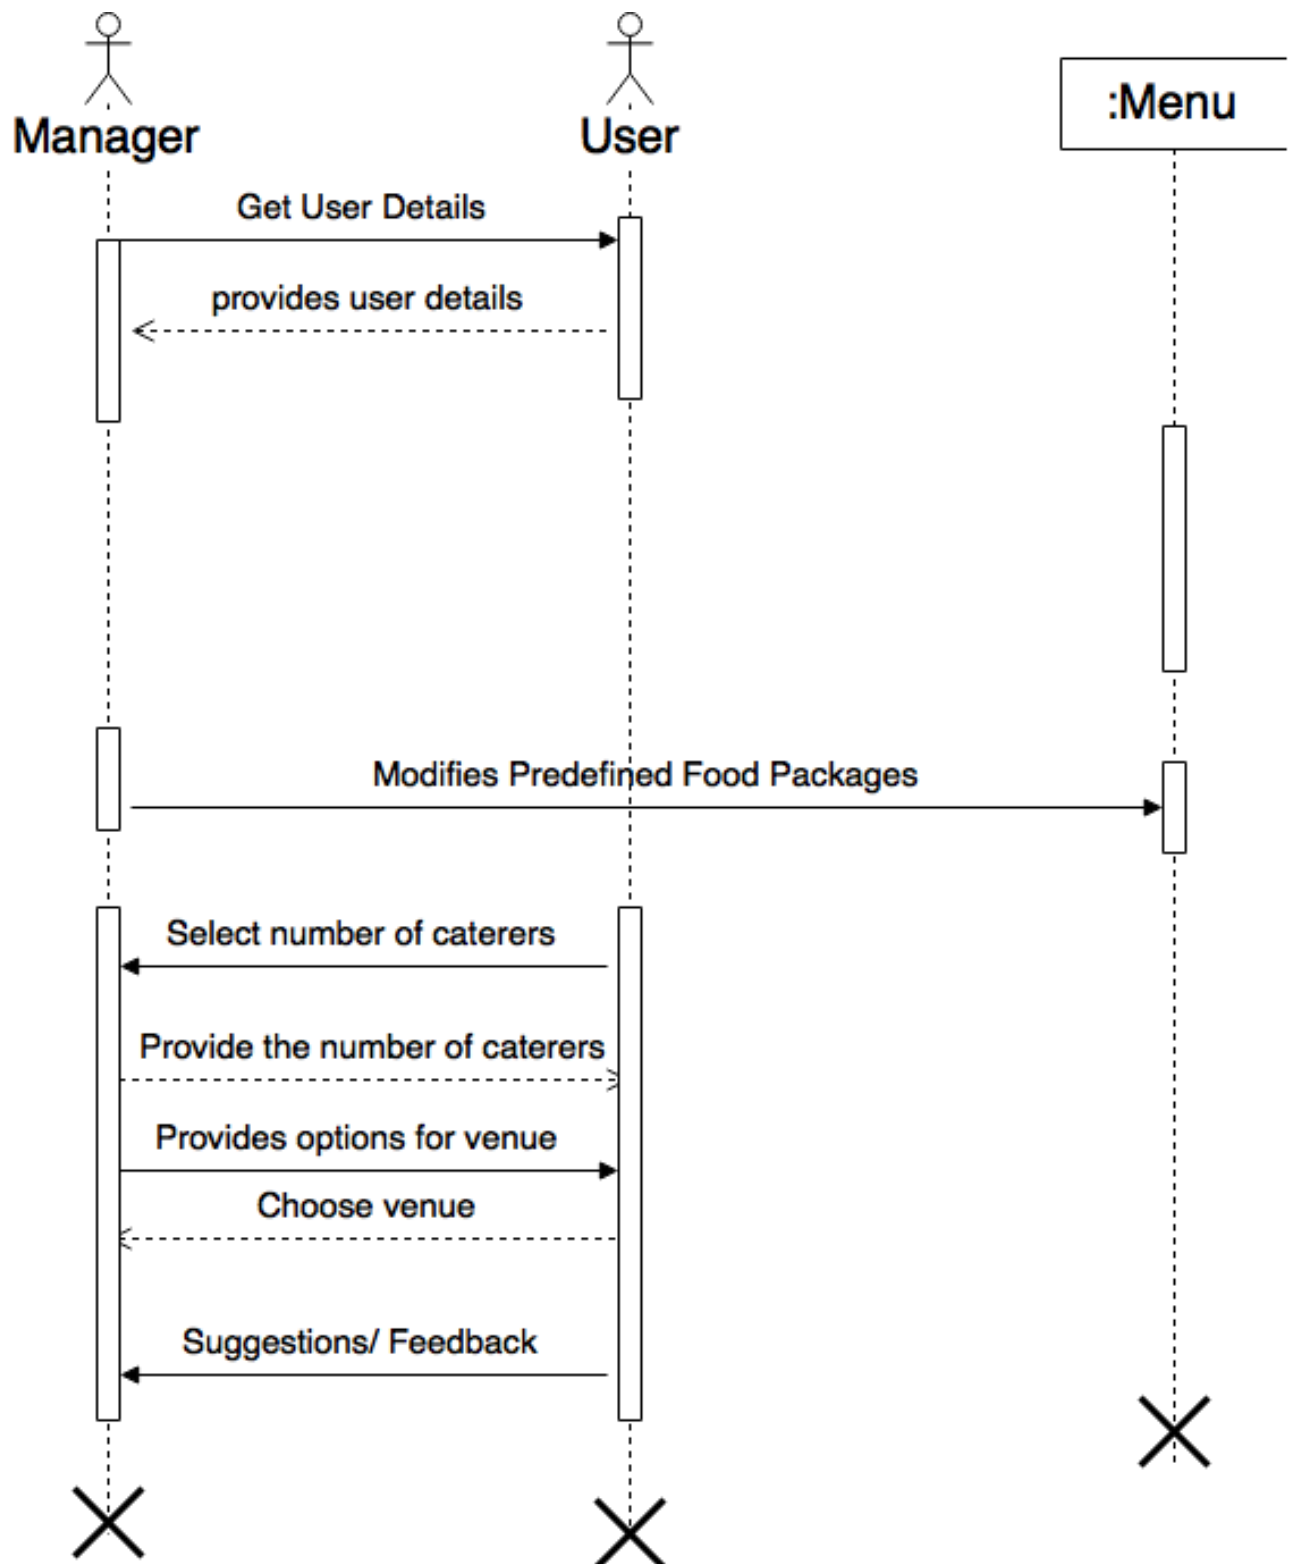 Manager
User
:Menu
Get User Details
provides user details
Modifies Predefined Food Packages
Select number of caterers
Provide the number of caterers
Provides options for venue
Choose venue
Suggestions/ Feedback